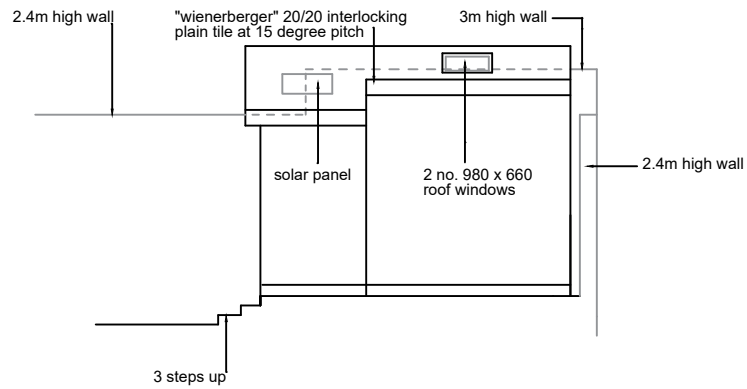 2.4m high wall
"wienerberger" 20/20 interlocking
plain tile at 15 degree pitch
3m high wall
solar panel
2 no. 980 x 660
roof windows
2.4m high wall
3 steps up